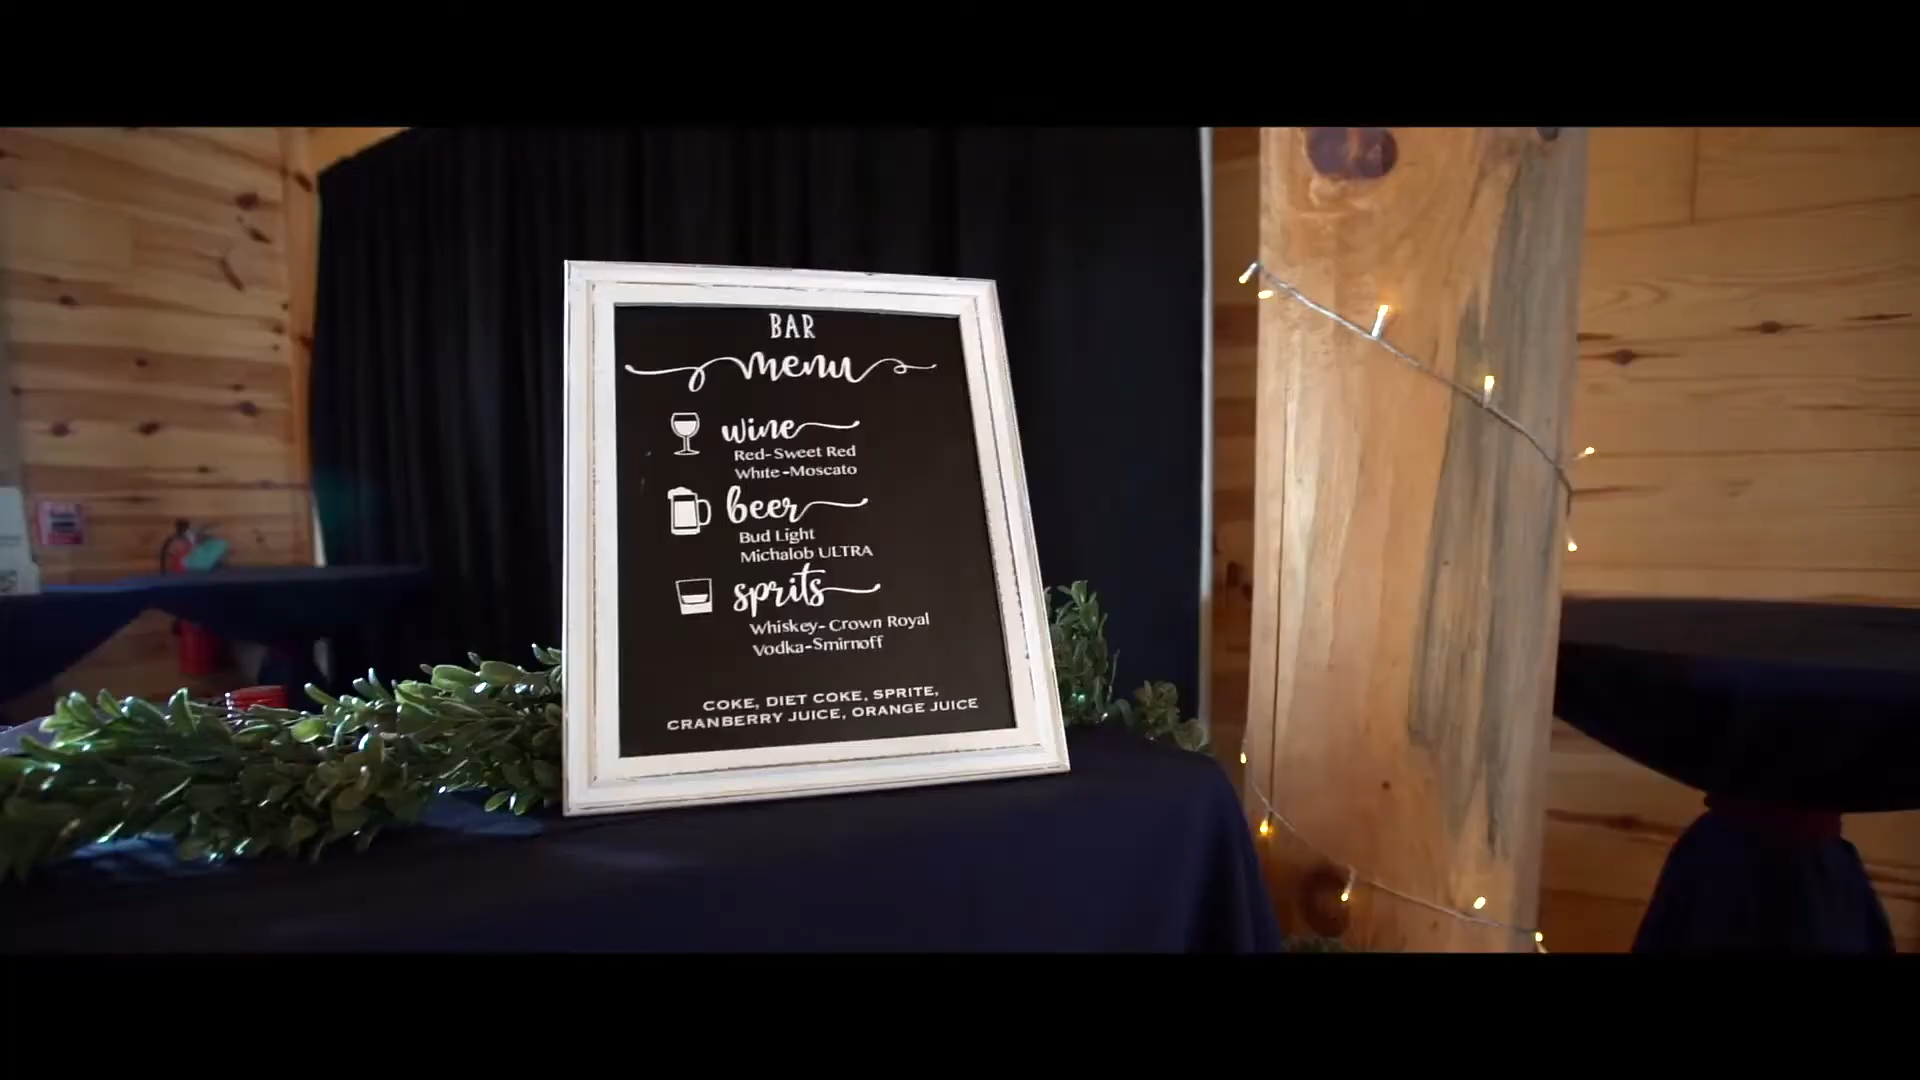 BAR
menu
wine
Red-Sweet Red
White-Moscato
beer
Bud Light
Michalob ULTRA
sprits
Whiskey-Crown Royal
Vodka-Smirnoff
COKE, DIET COKE, SPRITE,
CRANBERRY JUICE, ORANGE JUICE